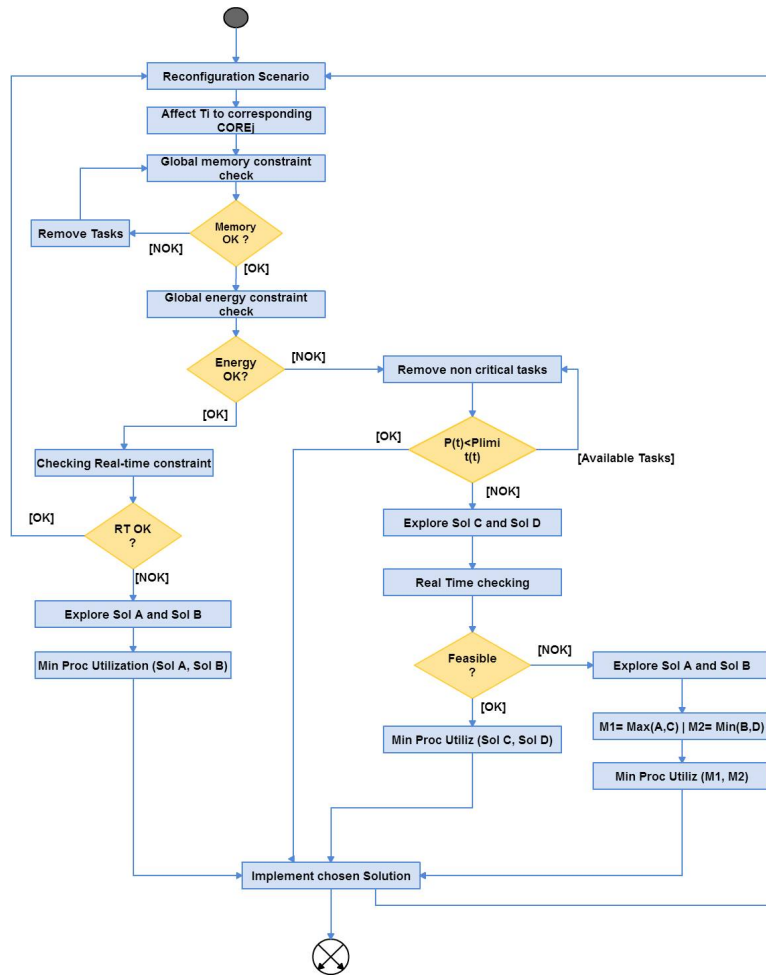 Reconfiguration Scenario
Affect Ti to corresponding
COREj
Global memory constraint
check
Remove Tasks
[NOK]
Memory
OK ?
[OK]
Global energy constraint
check
Energy
OK?
[NOK]
Remove non critical tasks
[OK]
[OK]
P(t)<Plimi
t(t)
[Available Tasks]
Checking Real-time constraint
[NOK]
[OK]
RT OK
?
Explore Sol C and Sol D
[NOK]
Real Time checking
Explore Sol A and Sol B
Min Proc Utilization (Sol A, Sol B)
Feasible
?
[NOK]
Explore Sol A and Sol B
[OK]
Min Proc Utiliz (Sol C, Sol D)
M1= Max(A,C) | M2= Min(B,D)
Min Proc Utiliz (M1, M2)
Implement chosen Solution